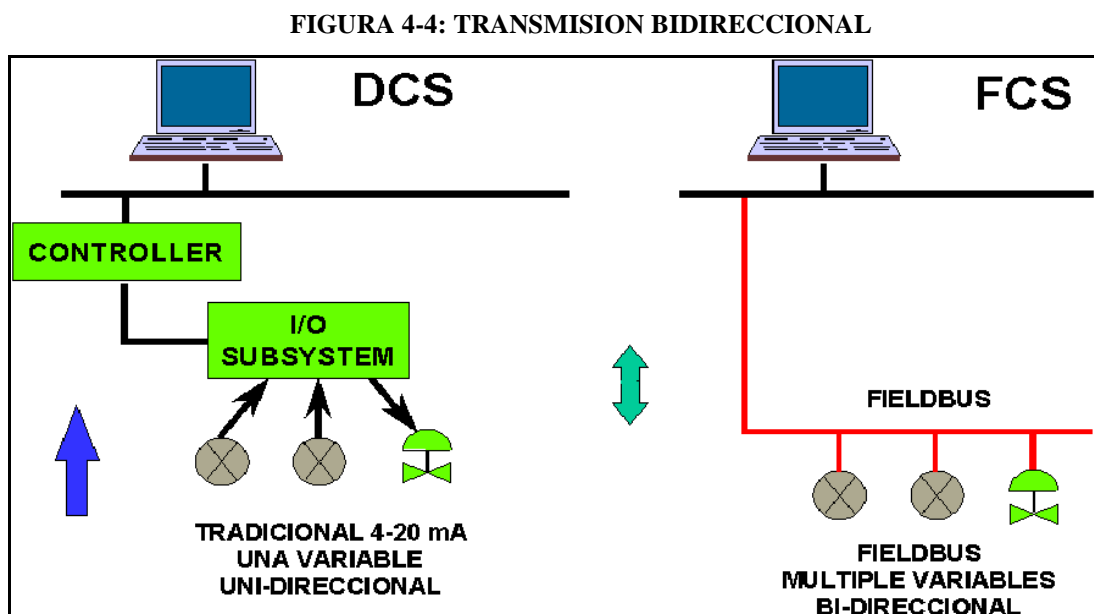 FIGURA 4-4: TRANSMISION BIDIRECCIONAL
DCS
CONTROLLER
I/O
SUBSYSTEM
TRADICIONAL 4-20 mA
UNA VARIABLE
UNI-DIRECCIONAL
FCS
FIELDBUS
FIELDBUS
MULTIPLE VARIABLES
BI-DIRECCIONAL